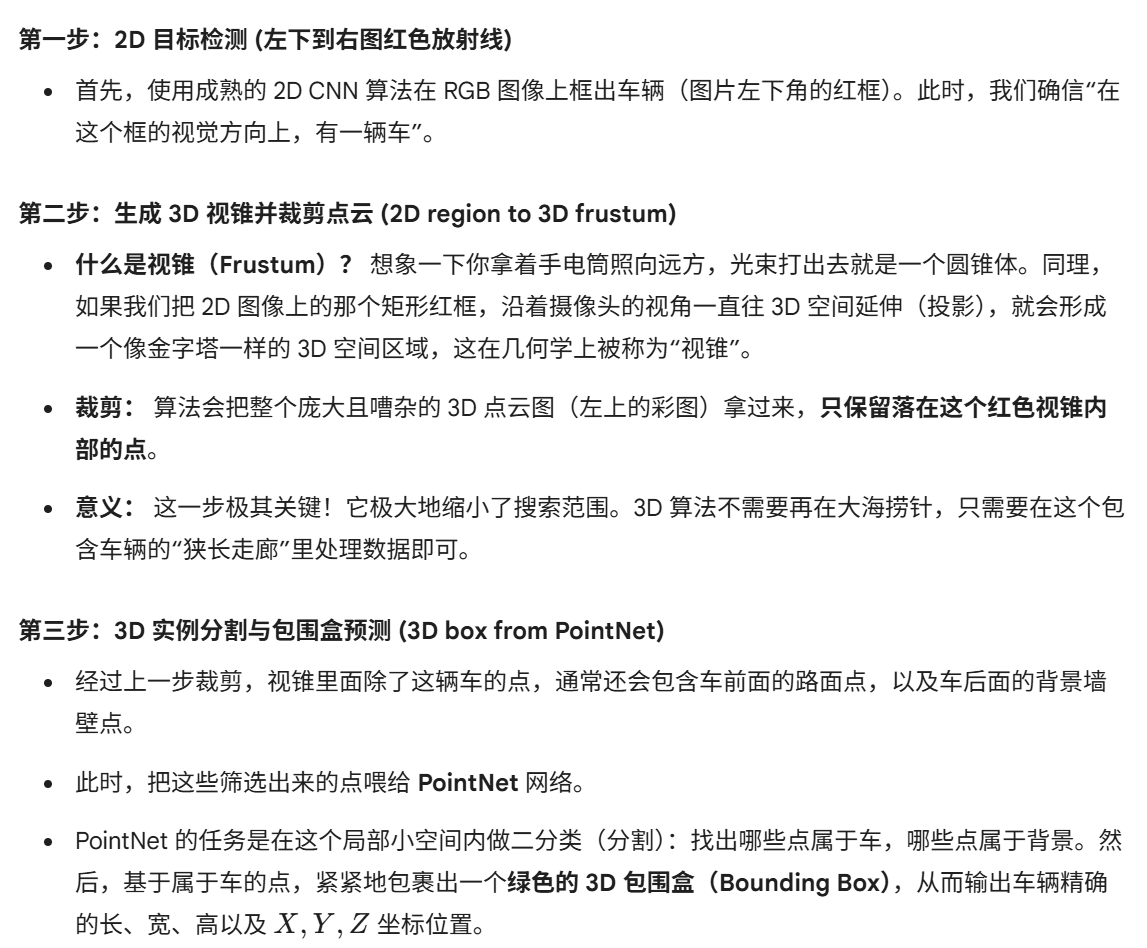 第一步：2D 目标检测 (左下到右图红色放射线)
首先，使用成熟的 2D CNN 算法在 RGB 图像上框出车辆（图片左下角的红框）。此时，我们确信“在
这个框的视觉方向上，有一辆车”。
第二步：生成 3D 视锥并裁剪点云 (2D region to 3D frustum)
什么是视锥（Frustum）？ 想象一下你拿着手电筒照向远方，光束打出去就是一个圆锥体。同理，
如果我们把 2D 图像上的那个矩形红框，沿着摄像头的视角一直往 3D 空间延伸（投影），就会形成
一个像金字塔一样的 3D 空间区域，这在几何学上被称为“视锥”。
裁剪： 算法会把整个庞大且嘈杂的 3D 点云图（左上的彩图）拿过来，只保留落在这个红色视锥内
部的点。
意义： 这一步极其关键！它极大地缩小了搜索范围。3D 算法不需要再在大海捞针，只需要在这个包
含车辆的“狭长走廊”里处理数据即可。
第三步：3D 实例分割与包围盒预测 (3D box from PointNet)
经过上一步裁剪，视锥里面除了这辆车的点，通常还会包含车前面的路面点，以及车后面的背景墙
壁点。
此时，把这些筛选出来的点喂给 PointNet 网络。
PointNet 的任务是在这个局部小空间内做二分类（分割）：找出哪些点属于车，哪些点属于背景。然
后，基于属于车的点，紧紧地包裹出一个绿色的 3D 包围盒（Bounding Box），从而输出车辆精确
的长、宽、高以及 X, Y, Z 坐标位置。